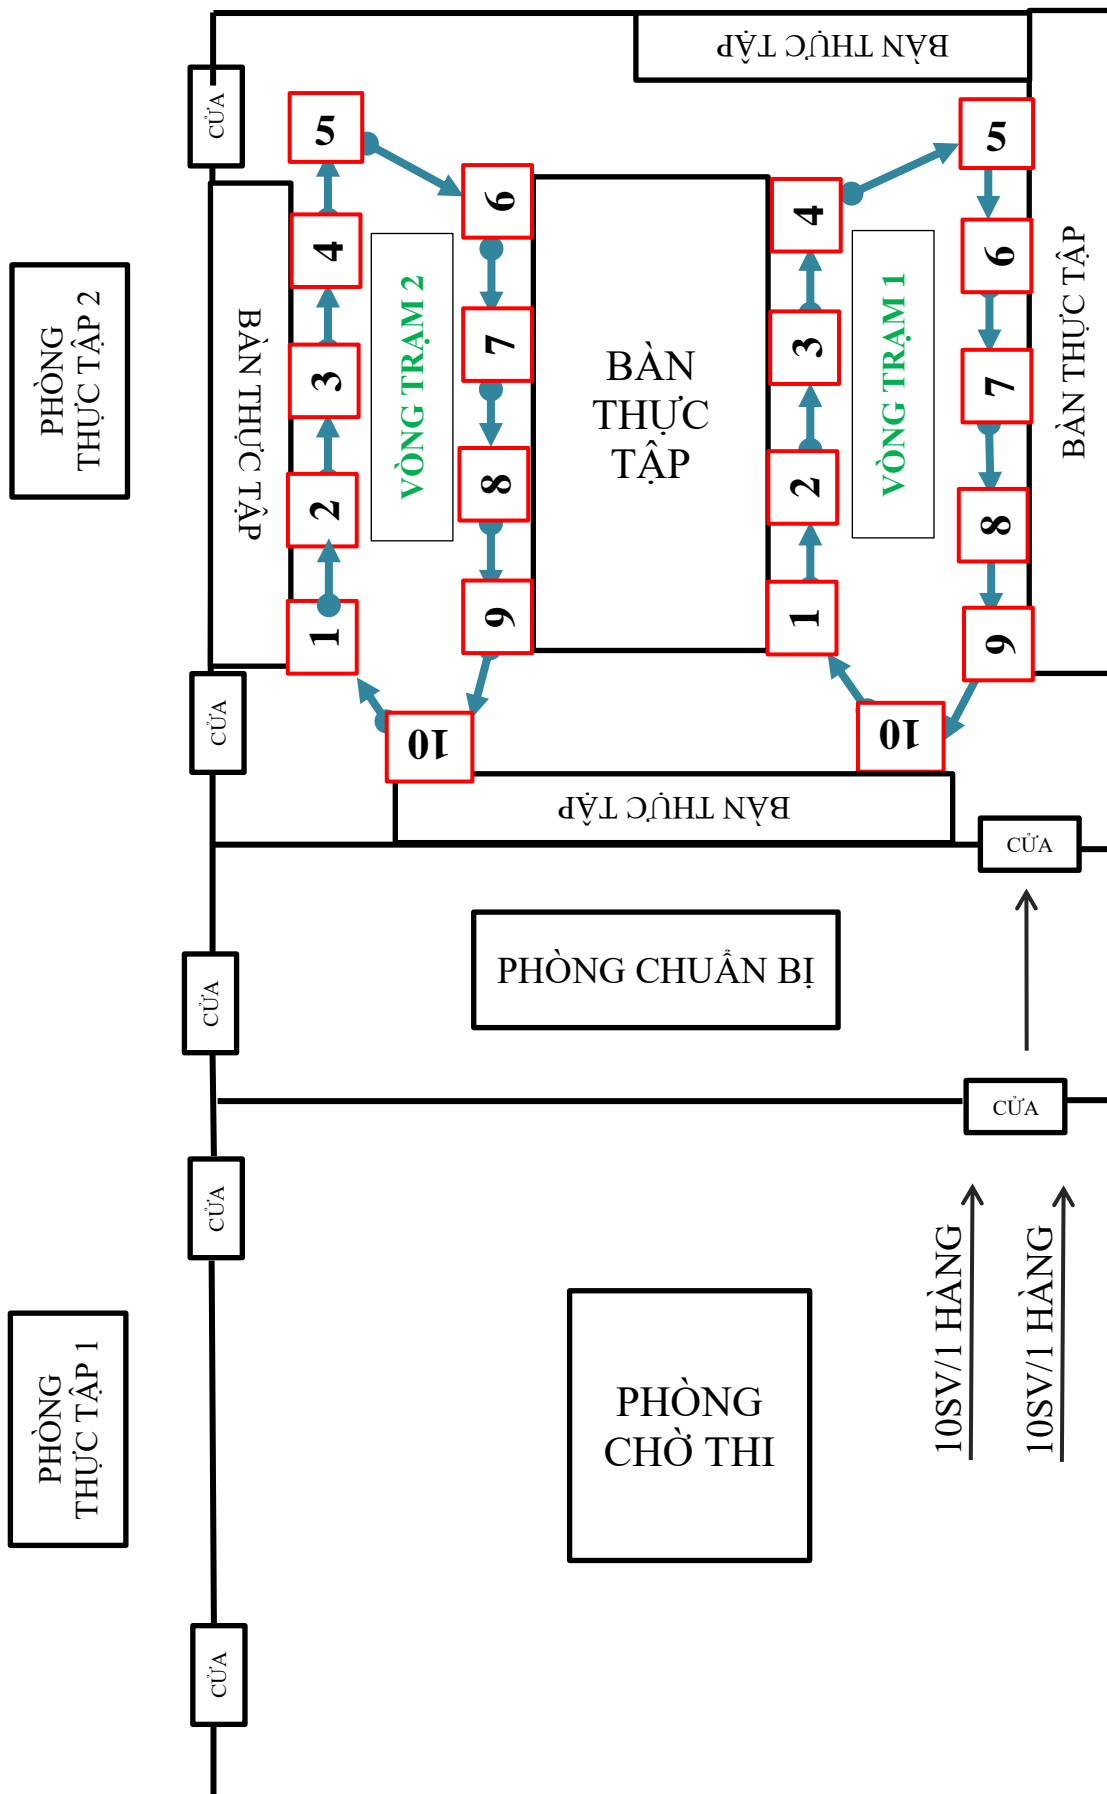 BÀN THỰC TẬP
CỬA
5
5
6
4
4
6
PHÒNG
THỰC TẬP 2
BÀN THỰC TẬP
3
VÒNG TRẠM 2
7
BÀN
THỰC
TẬP
3
VÒNG TRẠM 1
7
BÀN THỰC TẬP
2
8
2
8
1
9
1
9
CỬA
10
10
BÀN THỰC TẬP
CỬA
PHÒNG CHUẨN BỊ
CỬA
CỬA
CỬA
10SV/1 HÀNG
10SV/1 HÀNG
PHÒNG
THỰC TẬP 1
PHÒNG
CHỜ THI
CỬA